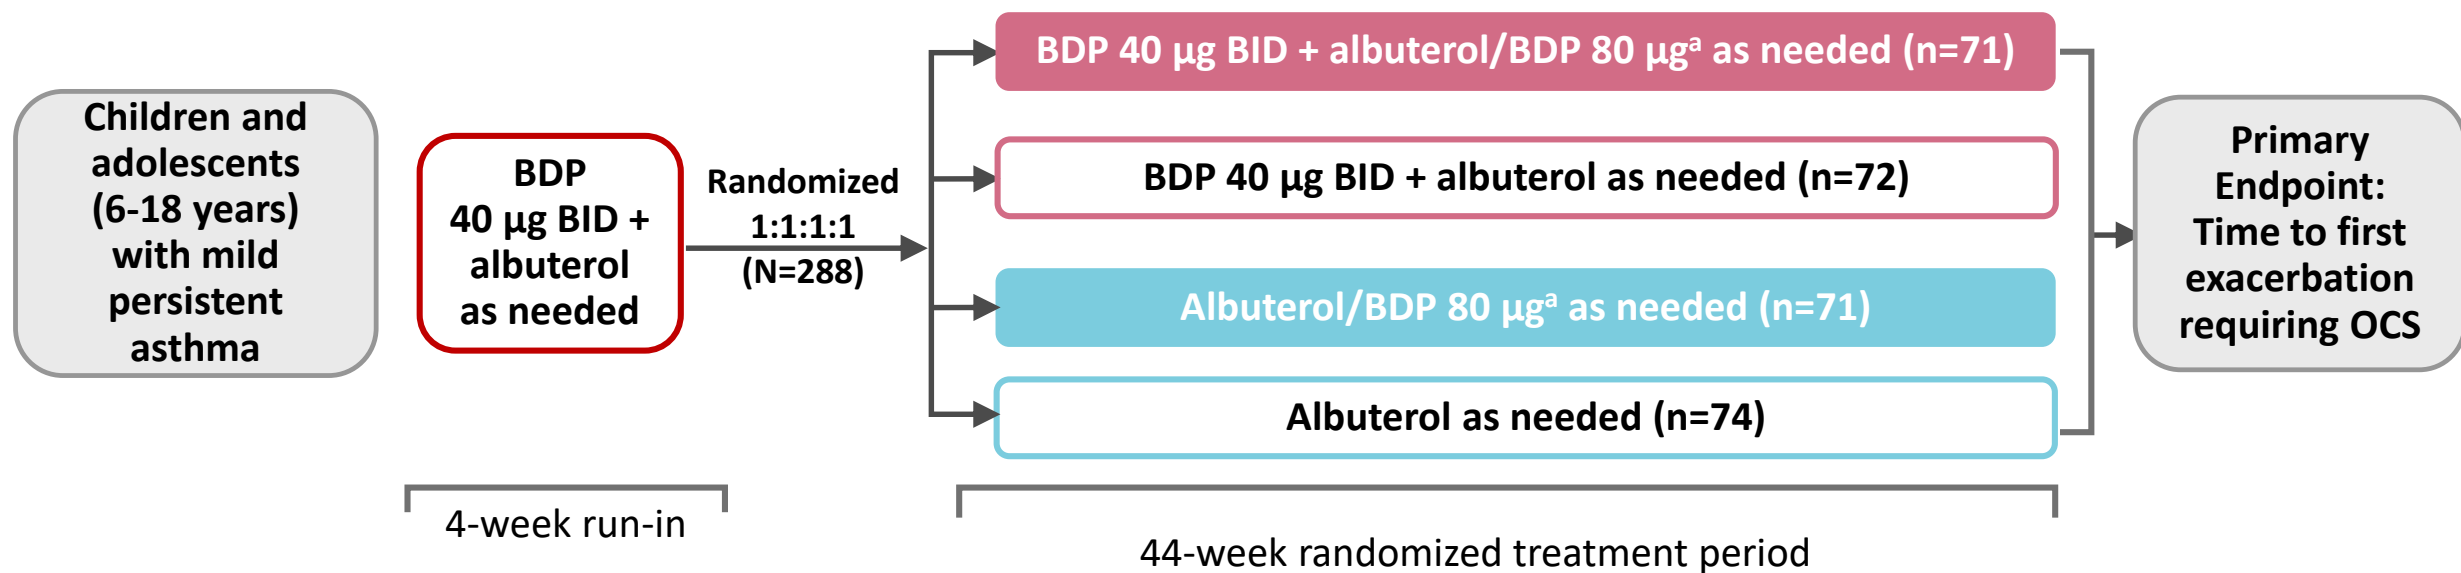 Children and
adolescents
(6-18 years)
with mild
persistent
asthma
BDP
40 µg BID +
albuterol
as needed
Randomized
1:1:1:1
(N=288)
BDP 40 µg BID + albuterol/BDP 80 µgª as needed (n=71)
BDP 40 µg BID + albuterol as needed (n=72)
Albuterol/BDP 80 µgª as needed (n=71)
Albuterol as needed (n=74)
Primary
Endpoint:
Time to first
exacerbation
requiring OCS
4-week run-in
44-week randomized treatment period